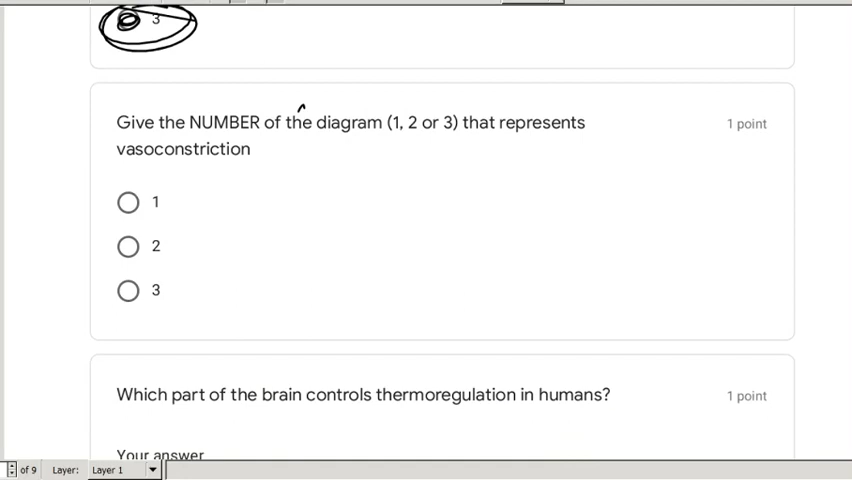 3
Give the NUMBER of the diagram (1, 2 or 3) that represents 1 point
vasoconstriction
1
2
3
Which part of the brain controls thermoregulation in humans? 1 point
Your answer
of 9 Layer: Layer 1